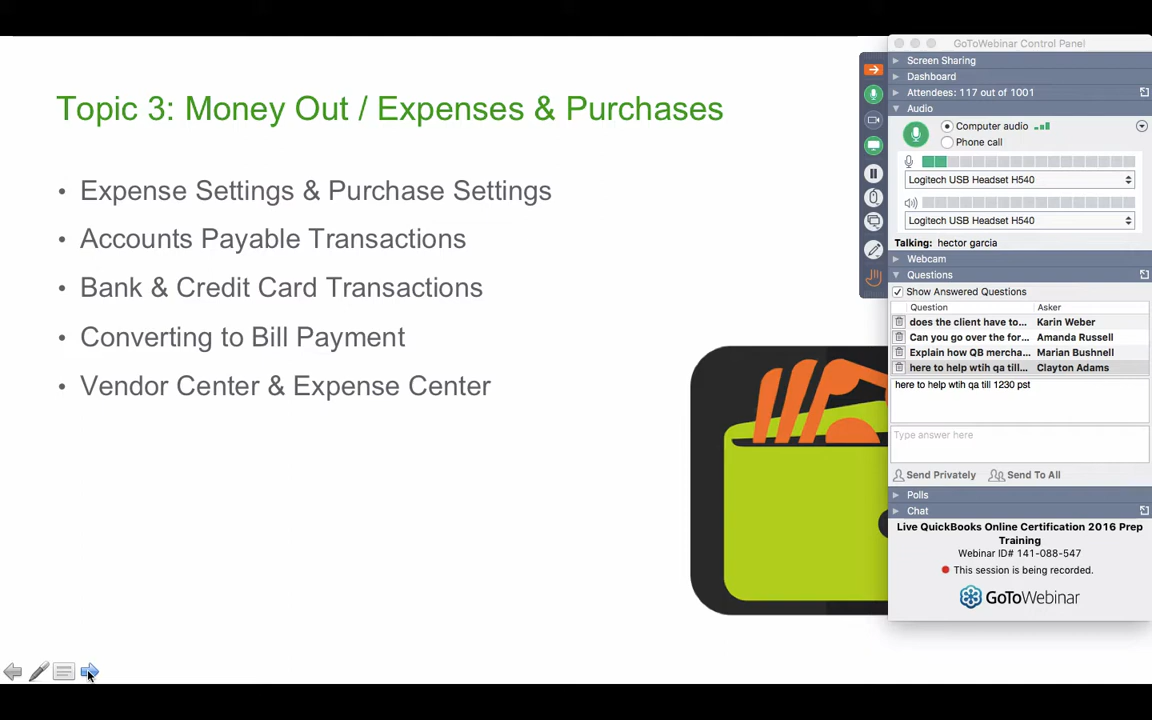 Topic 3: Money Out / Expenses & Purchases
• Expense Settings & Purchase Settings
• Accounts Payable Transactions
• Bank & Credit Card Transactions
• Converting to Bill Payment
• Vendor Center & Expense Center
GoToWebinar Control Panel
Screen Sharing
Dashboard
Attendees: 117 out of 1001
Audio
Computer audio
Phone call
Logitech USB Headset H540
Logitech USB Headset H540
Talking: hector garcia
Webcam
Questions
Show Answered Questions
Question Asker
does the client have to... Karin Weber
Can you go over the for... Amanda Russell
Explain how QB mercha... Marian Bushnell
here to help wtih qa till... Clayton Adams
here to help wtih qa till 1230 pst
Type answer here
Send Privately Send To All
Polls
Chat
Live QuickBooks Online Certification 2016 Prep
Training
Webinar ID# 141-088-547
This session is being recorded.
GoToWebinar